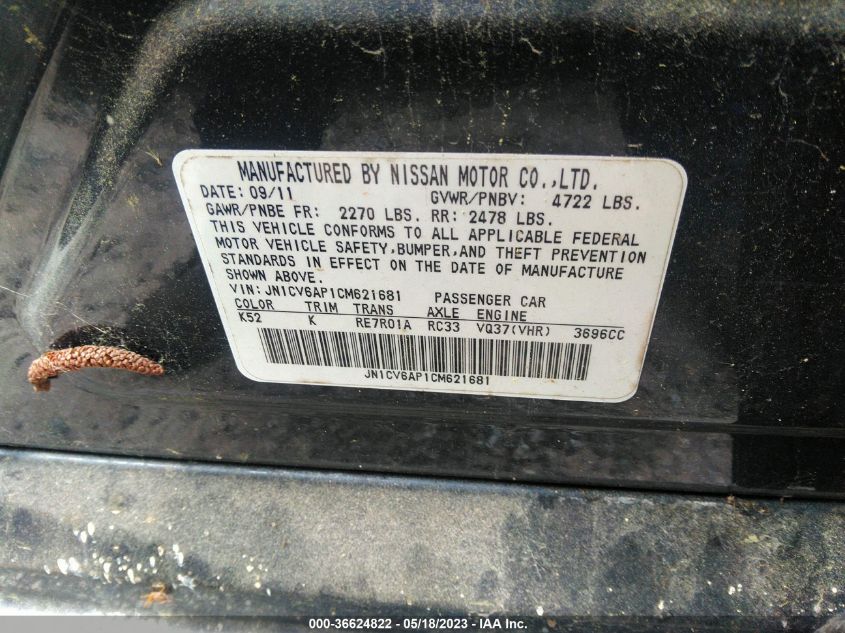 MANUFACTURED BY NISSAN MOTOR CO.,LTD.
DATE: 09/11 GVWR/PNBV: 4722 LBS.
GAWR/PNBE FR: 2270 LBS. RR: 2478 LBS.
THIS VEHICLE CONFORMS TO ALL APPLICABLE FEDERAL
MOTOR VEHICLE SAFETY,BUMPER,AND THEFT PREVENTION
STANDARDS IN EFFECT ON THE DATE OF MANUFACTURE
SHOWN ABOVE.
VIN: JN1CV6AP1CM621681 PASSENGER CAR
COLOR TRIM TRANS AXLE ENGINE
K52 K RE7R01A RC33 VQ37(VHR) 3696CC
JN1CV6AP1CM621681
000-36624822 - 05/18/2023 - IAA Inc.